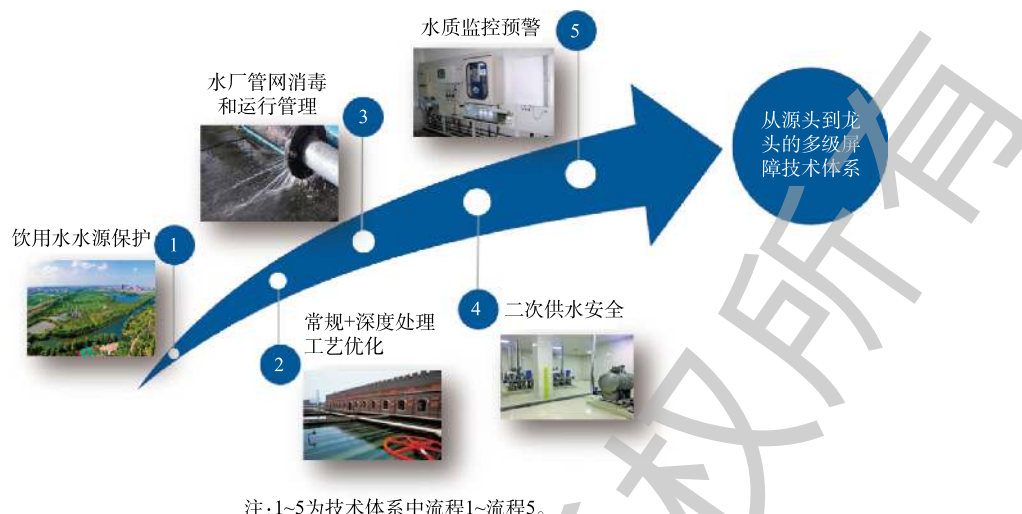 水质监控预警
5
水厂管网消毒
和运行管理
3
从源头到龙
头的多级屏
障技术体系
饮用水水源保护
1
常规+深度处理
工艺优化
2
4
二次供水安全
注:1~5为技术体系中流程1~流程5。
权所有